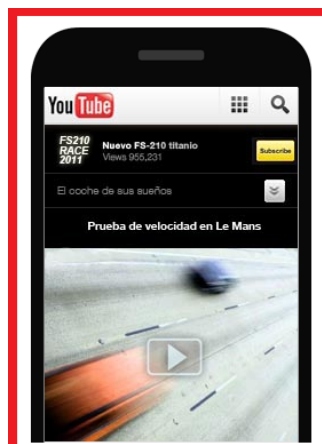 YouTube
FS210
RACE
2011
Nuevo FS-210 titanio
Views 955,231
Subscribe
El coche de sus sueños
Prueba de velocidad en Le Mans